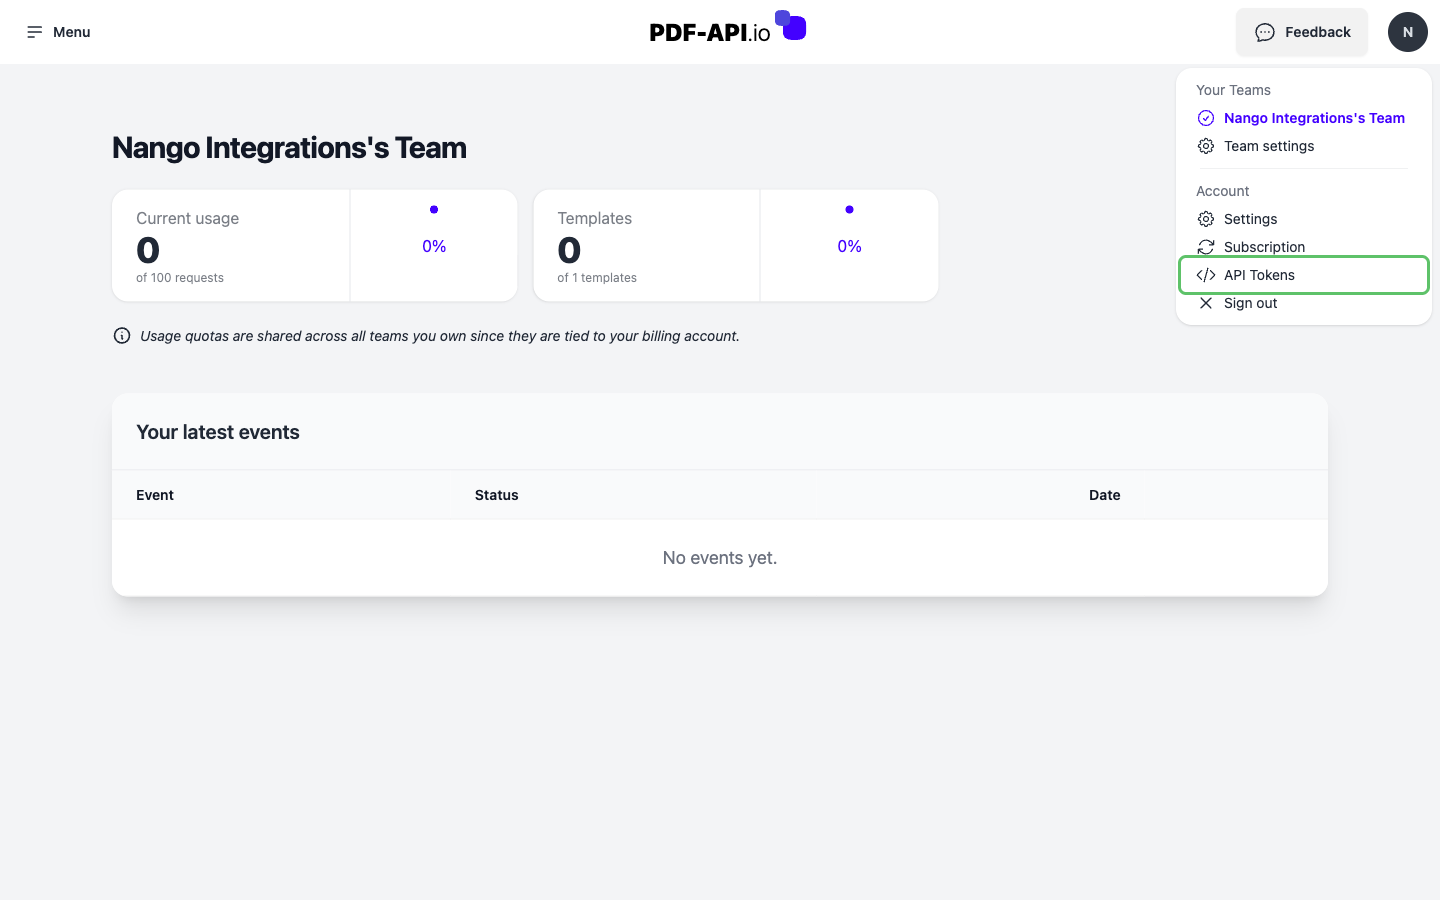 Menu
PDF-API.io
Feedback
N
Your Teams
Nango Integrations's Team
Team settings
Account
Settings
Subscription
API Tokens
Sign out
Nango Integrations's Team
Current usage
0
of 100 requests
0%
Templates
0
of 1 templates
0%
Usage quotas are shared across all teams you own since they are tied to your billing account.
Your latest events
Event Status Date
No events yet.